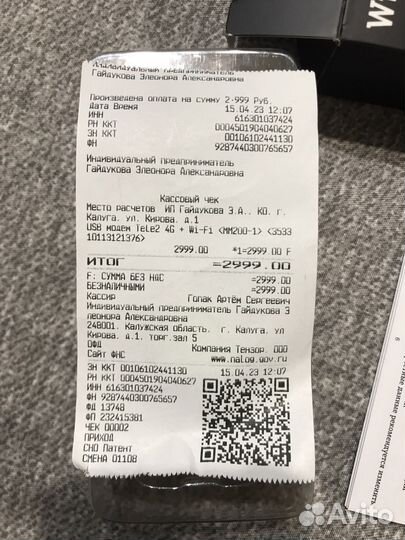 Индивидуальный предприниматель
Гайдукова Элеонора Александровна
Произведена оплата на сумму 2-999 Руб.
Дата Время 15.04.23 12:07
ИНН 616301037424
РН ККТ 0004501904040627
ЗН ККТ 00106102441130
ФН 9287440300765657
Индивидуальный предприниматель
Гайдукова Элеонора Александровна
Кассовый чек
Место расчетов ИП Гайдукова Э.А., КО. г.
Калуга. ул. Кирова. д.1
USB модем Tele2 4G + Wi-Fi <MM200-1> <3533
10113121376>
2999.00 *1=2999.00 F
ИТОГ =2999.00
F: СУММА БЕЗ НДС =2999.00
БЕЗНАЛИЧНЫМИ =2999.00
Кассир Гопак Артём Сергеевич
Индивидуальный предприниматель Гайдукова Э
леонора Александровна
248001. Калужская область. г. Калуга. ул
Кирова. д.1. торг.зал 5
ОФД Компания Тензор. ООО
Сайт ФНС www.nalog.gov.ru
ЗН ККТ 00106102441130 15.04.23 12:07
РН ККТ 0004501904040627
ИНН 616301037424
ФН 9287440300765657
ФД 13748
ФП 232415381
ЧЕК 00002
ПРИХОД
СНО Патент
СМЕНА 01108
6
данные рекомендуется изменить
Avito